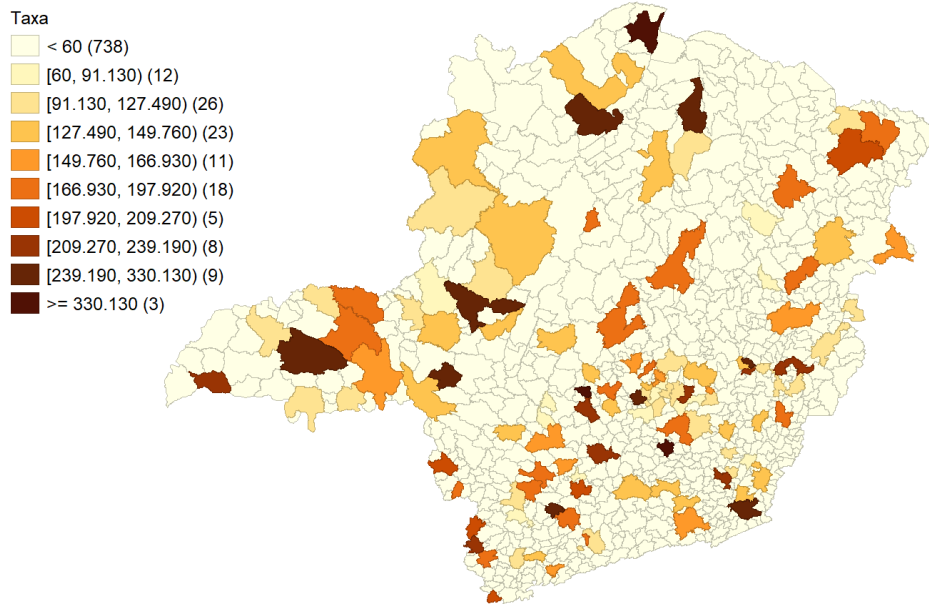 Taxa
< 60 (738)
[60, 91.130) (12)
[91.130, 127.490) (26)
[127.490, 149.760) (23)
[149.760, 166.930) (11)
[166.930, 197.920) (18)
[197.920, 209.270) (5)
[209.270, 239.190) (8)
[239.190, 330.130) (9)
>= 330.130 (3)